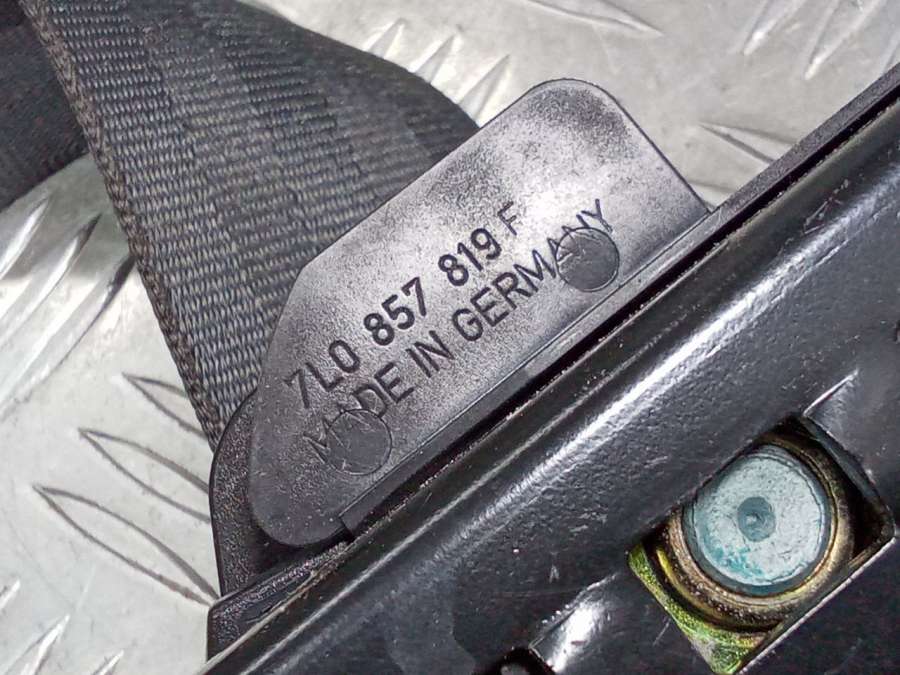 7L0 857 819 F
MADE IN GERMANY